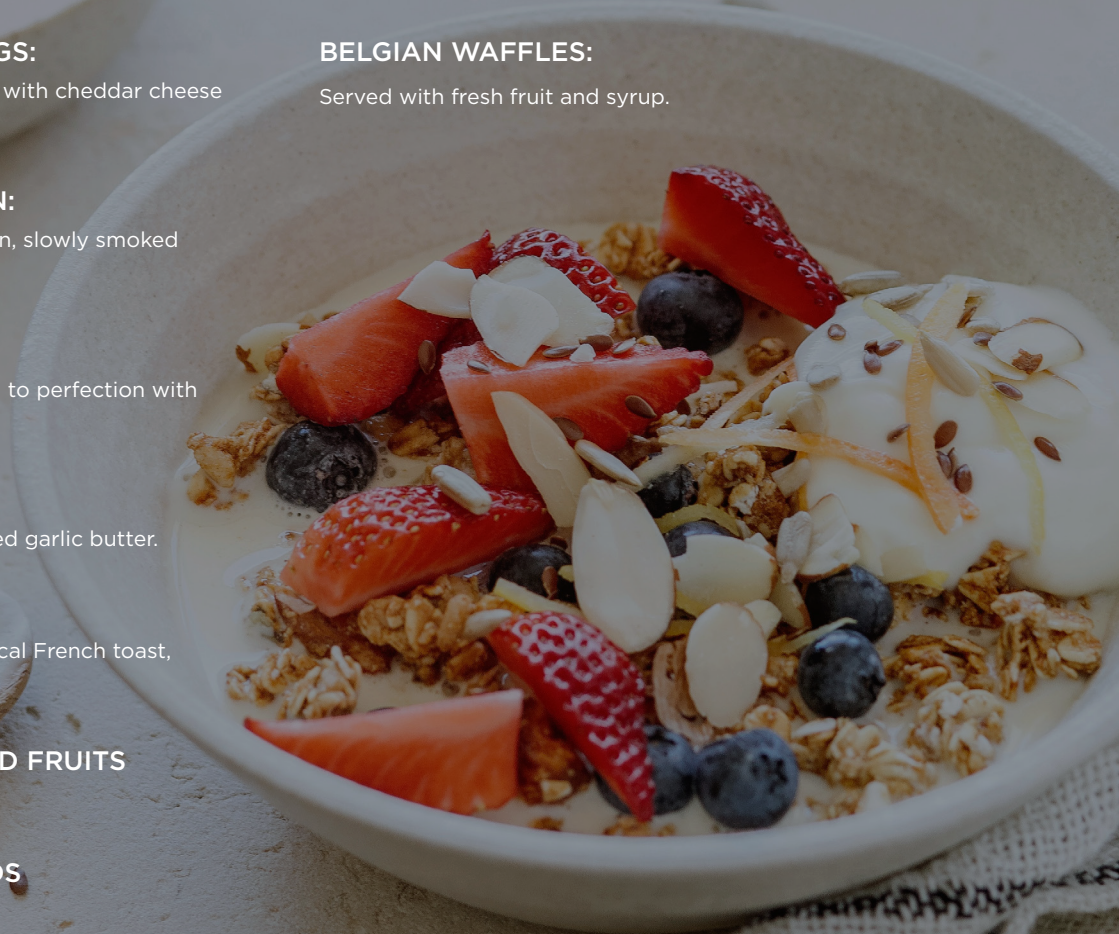 GS:
with cheddar cheese
N:
n, slowly smoked
to perfection with
ed garlic butter.
cal French toast,
D FRUITS
DS
BELGIAN WAFFLES:
Served with fresh fruit and syrup.